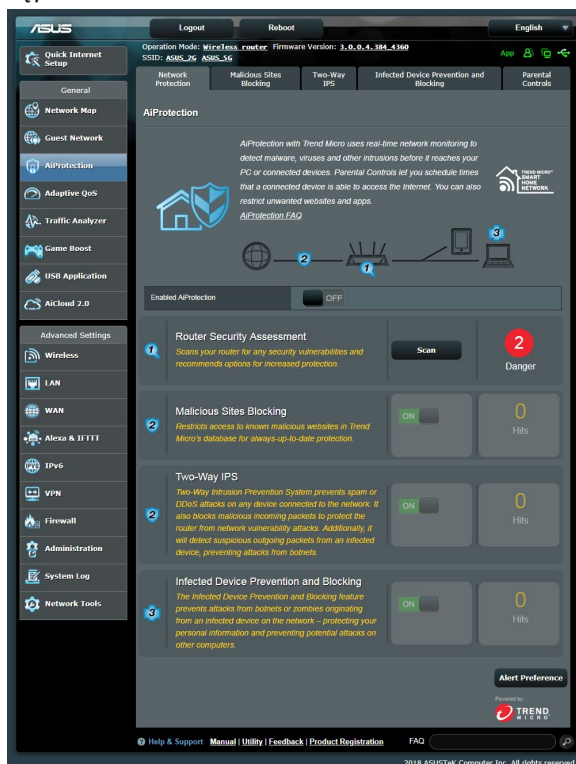 ASUS
Logout
Reboot
English
Quick Internet
Setup
Operation Mode: Wireless router Firmware Version: 3.0.0.4.384_4360
SSID: ASUS_2G ASUS_5G
App
General
Network Map
Guest Network
AiProtection
Adaptive QoS
Traffic Analyzer
Game Boost
USB Application
AiCloud 2.0
Advanced Settings
Wireless
LAN
WAN
Alexa & IFTTT
IPv6
VPN
Firewall
Administration
System Log
Network Tools
Network
Protection
Malicious Sites
Blocking
Two-Way
IPS
Infected Device Prevention and
Blocking
Parental
Controls
AiProtection
AiProtection with Trend Micro uses real-time network monitoring to
detect malware, viruses and other intrusions before it reaches your
PC or connected devices. Parental Controls let you schedule times
that a connected device is able to access the Internet. You can also
restrict unwanted websites and apps.
AiProtection FAQ
TREND MICRO™
SMART
HOME
NETWORK
2
1
3
Enabled AiProtection
OFF
1
Router Security Assessment
Scans your router for any security vulnerabilities and
recommends options for increased protection.
Scan
2
Danger
2
Malicious Sites Blocking
Restricts access to known malicious websites in Trend
Micro's database for always-up-to-date protection.
ON
0
Hits
2
Two-Way IPS
Two-Way Intrusion Prevention System prevents spam or
DDoS attacks on any device connected to the network. It
also blocks malicious incoming packets to protect the
router from network vulnerability attacks. Additionally, it
will detect suspicious outgoing packets from an infected
device, preventing attacks from botnets.
ON
0
Hits
3
Infected Device Prevention and Blocking
The Infected Device Prevention and Blocking feature
prevents attacks from botnets or zombies originating
from an infected device on the network – protecting your
personal information and preventing potential attacks on
other computers.
ON
0
Hits
Alert Preference
Powered by
TREND
MICRO
Help & Support
Manual | Utility | Feedback | Product Registration
FAQ
2018 ASUSTeK Computer Inc. All rights reserved